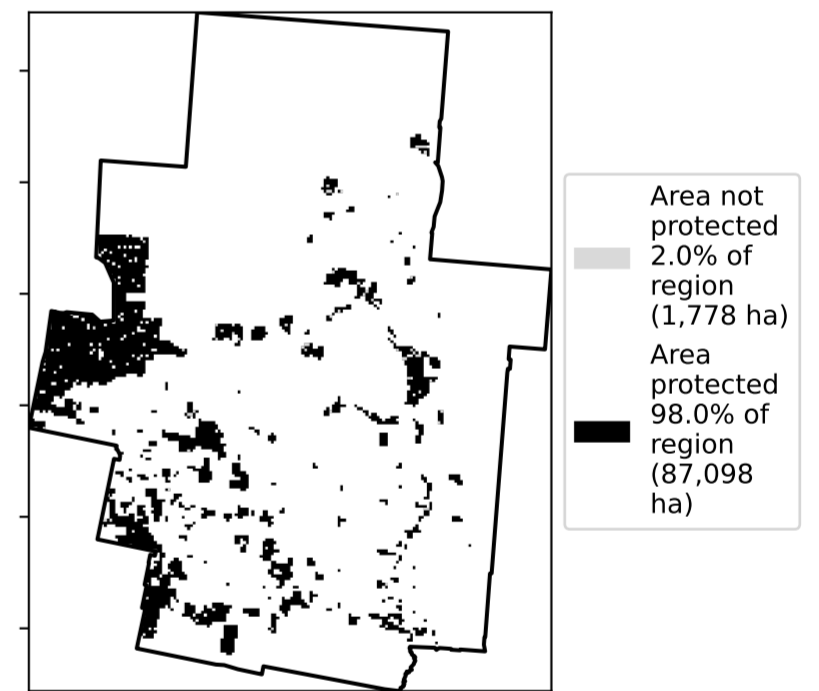 Area not
protected
2.0% of
region
(1,778 ha)
Area
protected
98.0% of
region
(87,098
ha)